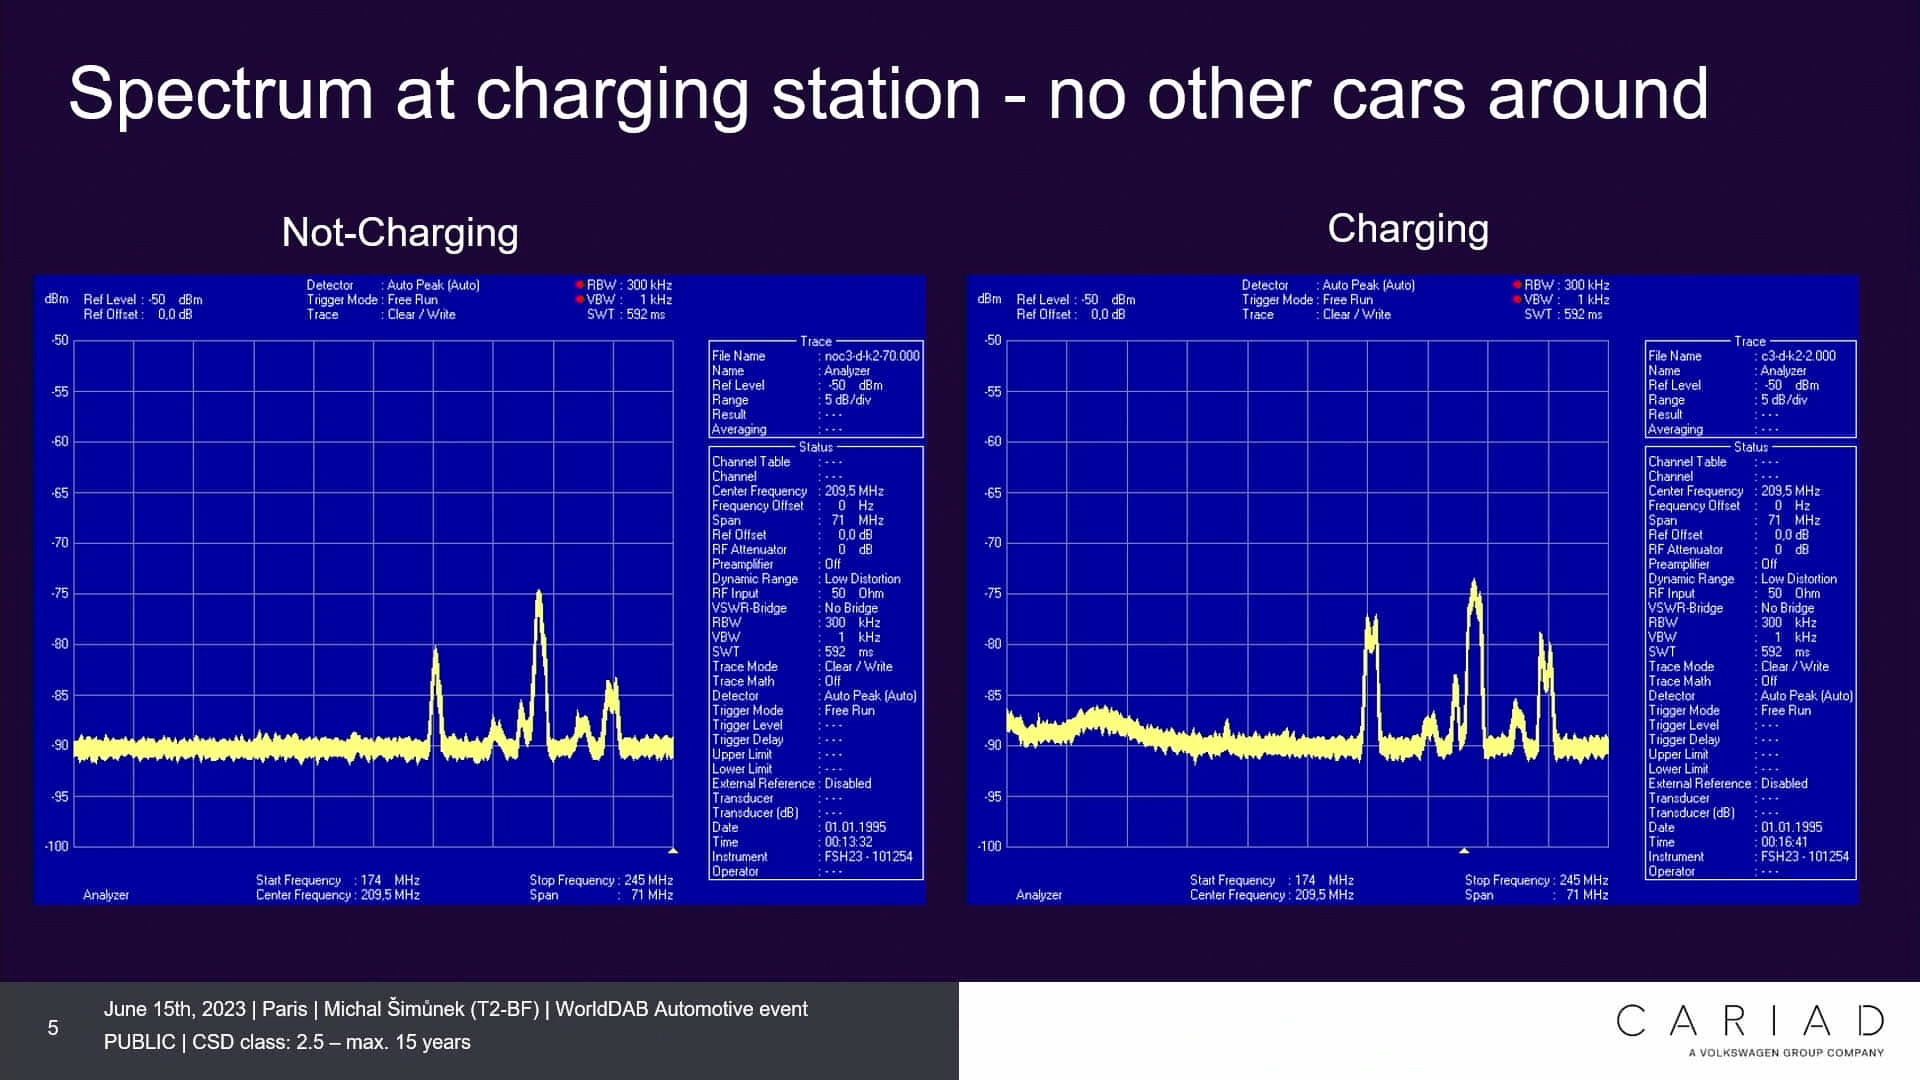 Spectrum at charging station - no other cars around
Not-Charging
dBm
Ref Level : -50 dBm
Ref Offset : 0,0 dB
Detector : Auto Peak (Auto)
Trigger Mode : Free Run
Trace : Clear / Write
RBW : 300 kHz
VBW : 1 kHz
SWT : 592 ms
-50
-55
-60
-65
-70
-75
-80
-85
-90
-95
-100
Trace
File Name : noc3-d-k2-70.000
Name : Analyzer
Ref Level : -50 dBm
Range : 5 dB/div
Result : ---
Averaging : ---
Status
Channel Table : ---
Channel : ---
Center Frequency : 209,5 MHz
Frequency Offset : 0 Hz
Span : 71 MHz
Ref Offset : 0,0 dB
RF Attenuator : 0 dB
Preamplifier : Off
Dynamic Range : Low Distortion
RF Input : 50 Ohm
VSWR-Bridge : No Bridge
RBW : 300 kHz
VBW : 1 kHz
SWT : 592 ms
Trace Mode : Clear / Write
Trace Math : Off
Detector : Auto Peak (Auto)
Trigger Mode : Free Run
Trigger Level : ---
Trigger Delay : ---
Upper Limit : ---
Lower Limit : ---
External Reference : Disabled
Transducer : ---
Transducer (dB) : ---
Date : 01.01.1995
Time : 00:13:32
Instrument : FSH23 - 101254
Operator : ---
Analyzer
Start Frequency : 174 MHz
Center Frequency : 209,5 MHz
Stop Frequency : 245 MHz
Span : 71 MHz
Charging
dBm
Ref Level : -50 dBm
Ref Offset : 0,0 dB
Detector : Auto Peak (Auto)
Trigger Mode : Free Run
Trace : Clear / Write
RBW : 300 kHz
VBW : 1 kHz
SWT : 592 ms
-50
-55
-60
-65
-70
-75
-80
-85
-90
-95
-100
Trace
File Name : c3-d-k2-2.000
Name : Analyzer
Ref Level : -50 dBm
Range : 5 dB/div
Result : ---
Averaging : ---
Status
Channel Table : ---
Channel : ---
Center Frequency : 209,5 MHz
Frequency Offset : 0 Hz
Span : 71 MHz
Ref Offset : 0,0 dB
RF Attenuator : 0 dB
Preamplifier : Off
Dynamic Range : Low Distortion
RF Input : 50 Ohm
VSWR-Bridge : No Bridge
RBW : 300 kHz
VBW : 1 kHz
SWT : 592 ms
Trace Mode : Clear / Write
Trace Math : Off
Detector : Auto Peak (Auto)
Trigger Mode : Free Run
Trigger Level : ---
Trigger Delay : ---
Upper Limit : ---
Lower Limit : ---
External Reference : Disabled
Transducer : ---
Transducer (dB) : ---
Date : 01.01.1995
Time : 00:16:41
Instrument : FSH23 - 101254
Operator : ---
Analyzer
Start Frequency : 174 MHz
Center Frequency : 209,5 MHz
Stop Frequency : 245 MHz
Span : 71 MHz
5
June 15th, 2023 | Paris | Michal Šimůnek (T2-BF) | WorldDAB Automotive event
PUBLIC | CSD class: 2.5 – max. 15 years
CARIAD
A VOLKSWAGEN GROUP COMPANY